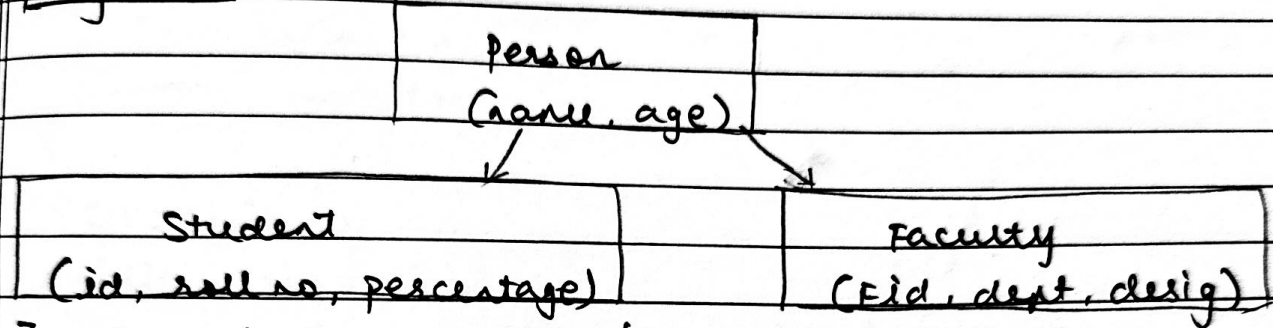 Person
(name, age)
Student
(id, roll no, percentage)
Faculty
(Fid, dept, desig)